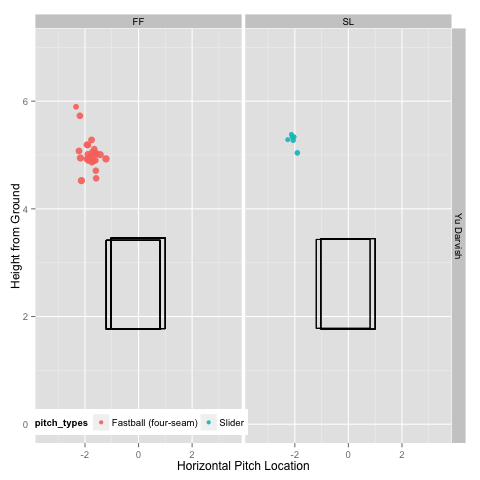 FF
SL
Height from Ground
6
4
2
0
Yu Darvish
pitch_types
Fastball (four-seam)
Slider
-2
0
2
-2
0
2
Horizontal Pitch Location